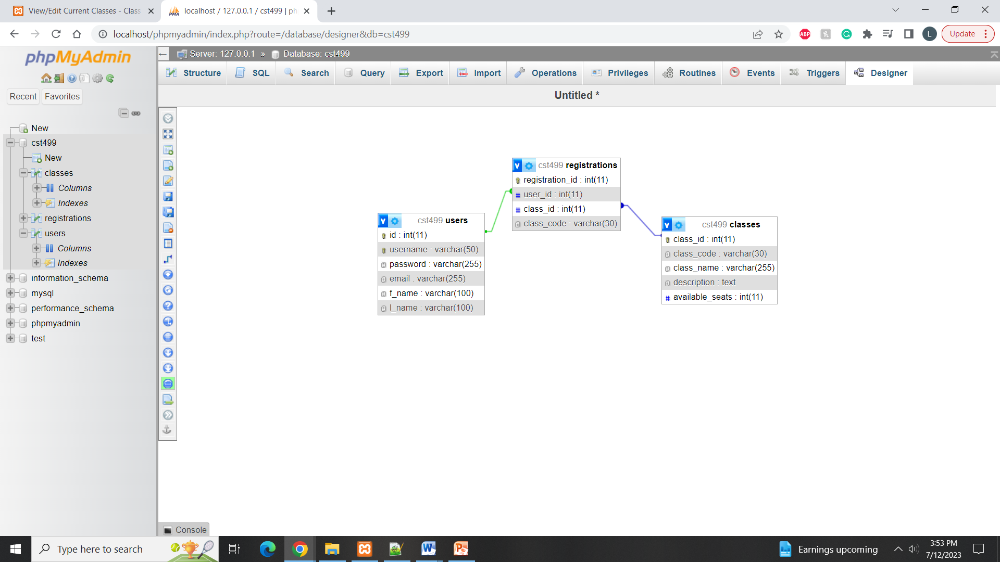 View/Edit Current Classes - Class
localhost / 127.0.0.1 / cst499 | ph
localhost/phpmyadmin/index.php?route=/database/designer&db=cst499
ABP
L
Update
phpMyAdmin
Recent
Favorites
New
cst499
New
classes
Columns
Indexes
registrations
users
Columns
Indexes
information_schema
mysql
performance_schema
phpmyadmin
test
Server: 127.0.0.1 » Database: cst499
Structure
SQL
Search
Query
Export
Import
Operations
Privileges
Routines
Events
Triggers
Designer
Untitled *
v cst499 users
id : int(11)
username : varchar(50)
password : varchar(255)
email : varchar(255)
f_name : varchar(100)
l_name : varchar(100)
v cst499 registrations
registration_id : int(11)
# user_id : int(11)
# class_id : int(11)
class_code : varchar(30)
v cst499 classes
class_id : int(11)
class_code : varchar(30)
class_name : varchar(255)
description : text
# available_seats : int(11)
Console
Type here to search
Earnings upcoming
3:53 PM
7/12/2023